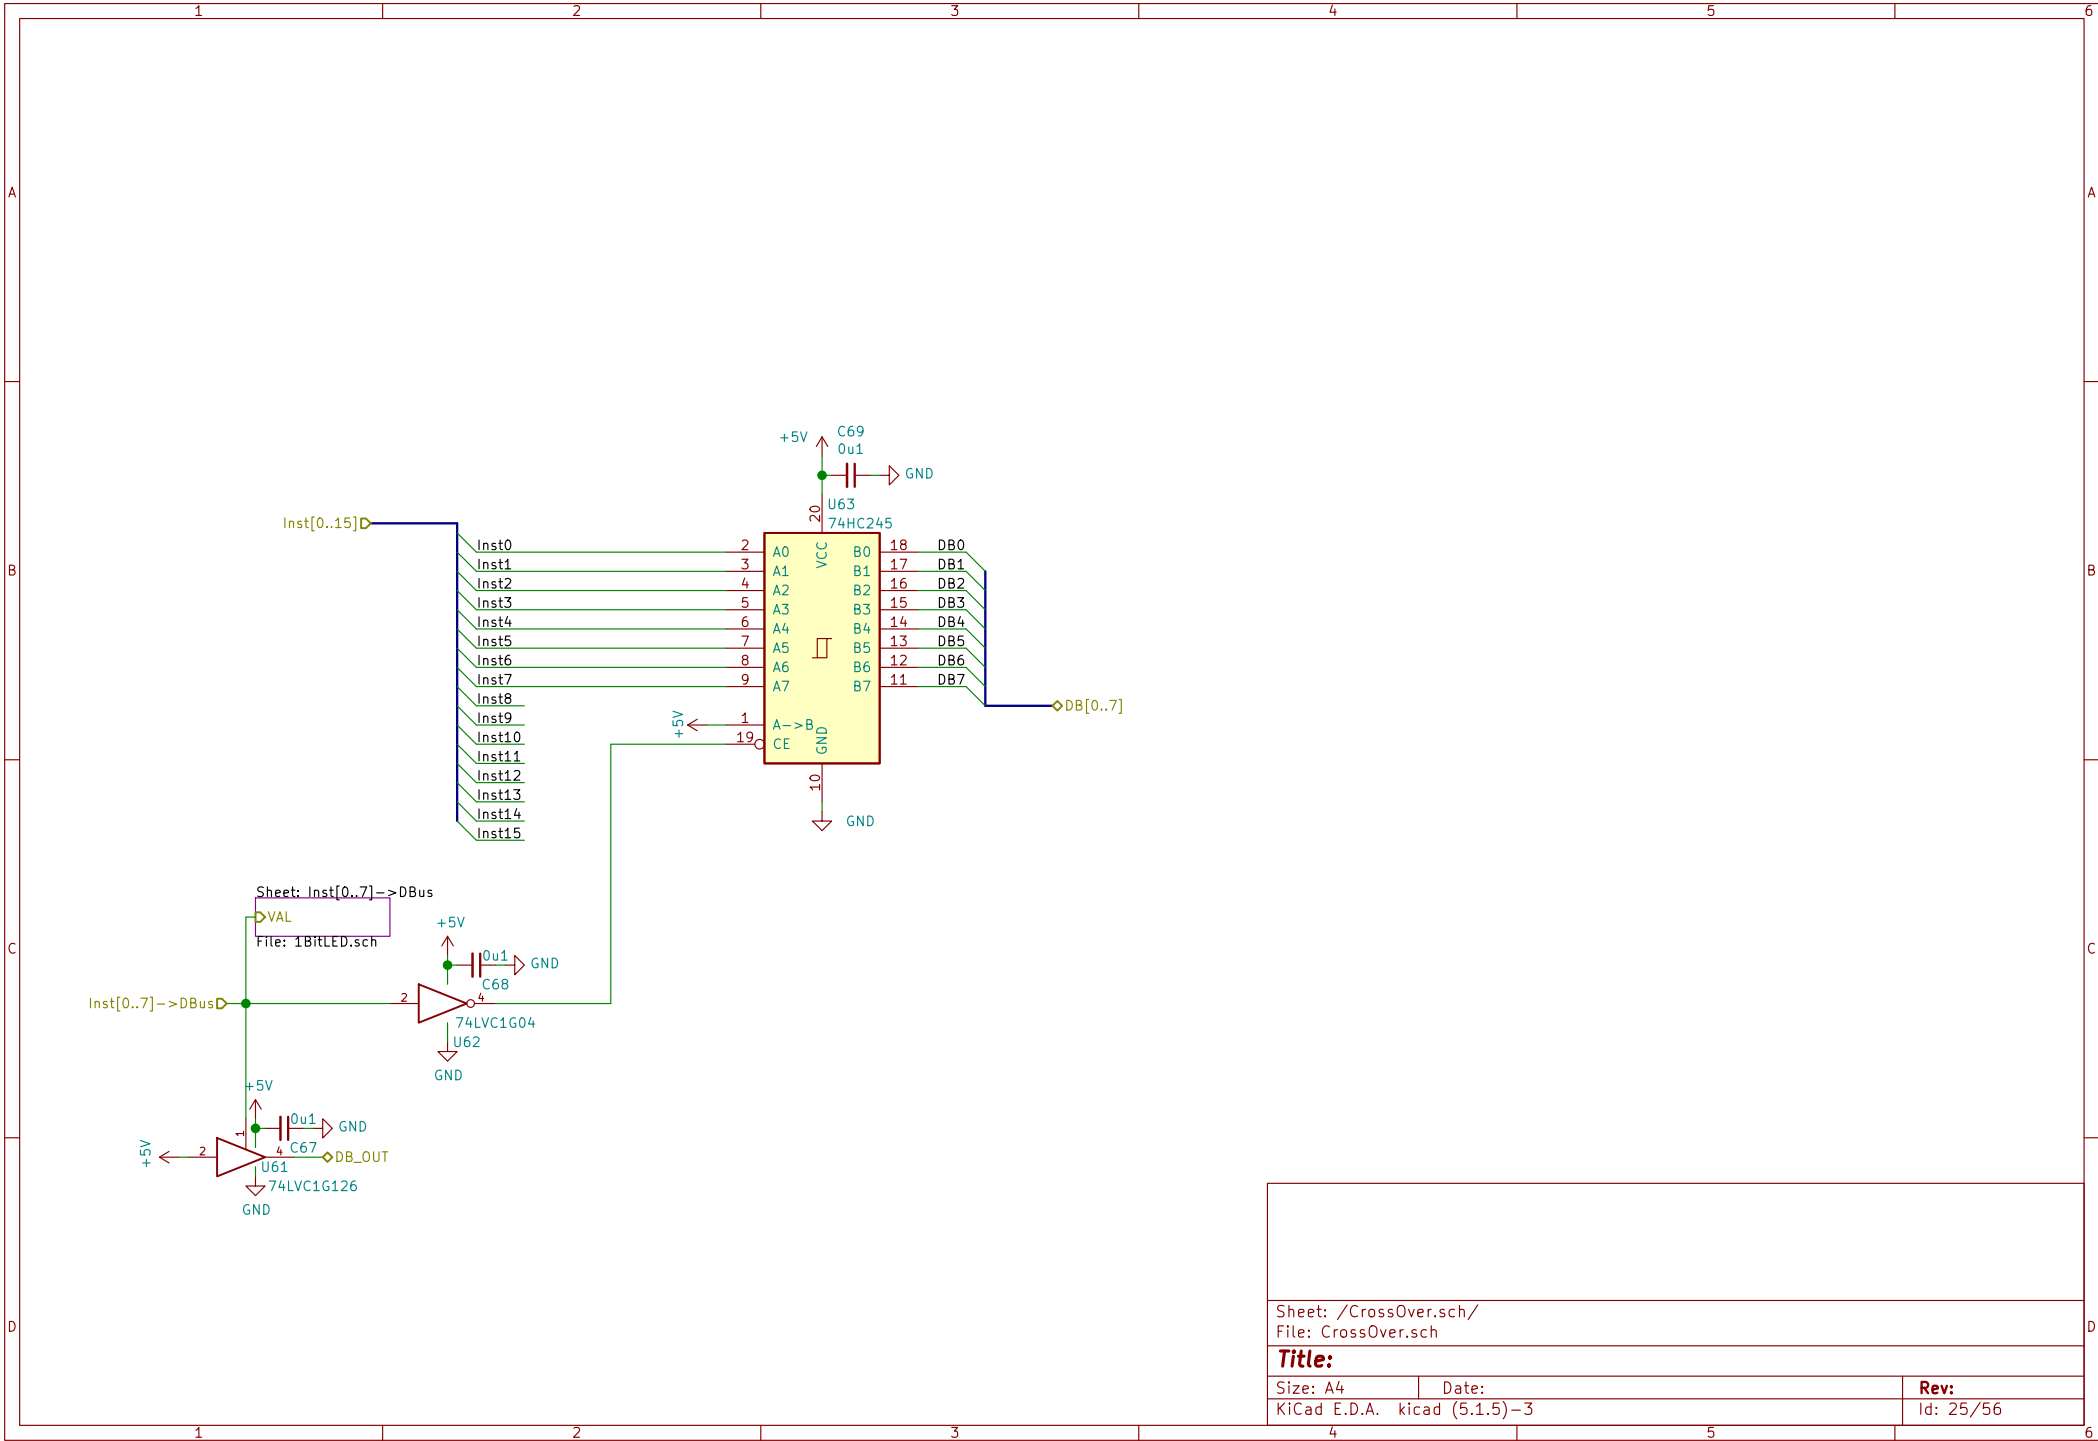 1 2 3 4 5 6
A A
B B
C C
D D
1 2 3 4 5 6
+5V
C69
0u1
GND
U63
74HC245
20
VCC
Inst[0..15]
Inst0 2 A0 B0 18 DB0
Inst1 3 A1 B1 17 DB1
Inst2 4 A2 B2 16 DB2
Inst3 5 A3 B3 15 DB3
Inst4 6 A4 B4 14 DB4
Inst5 7 A5 B5 13 DB5
Inst6 8 A6 B6 12 DB6
Inst7 9 A7 B7 11 DB7
Inst8
DB[0..7]
Inst9
+5V 1 A->B
Inst10
19 CE
GND
Inst11
Inst12
10
Inst13
Inst14
GND
Inst15
Sheet: Inst[0..7]->DBus
VAL
File: 1BitLED.sch
+5V
0u1
GND
C68
Inst[0..7]->DBus
2 4
74LVC1G04
U62
GND
+5V
0u1
GND
1
C67
+5V 2 4 DB_OUT
U61
74LVC1G126
GND
Sheet: /CrossOver.sch/
File: CrossOver.sch
Title:
Size: A4 Date: Rev:
KiCad E.D.A. kicad (5.1.5)-3 Id: 25/56